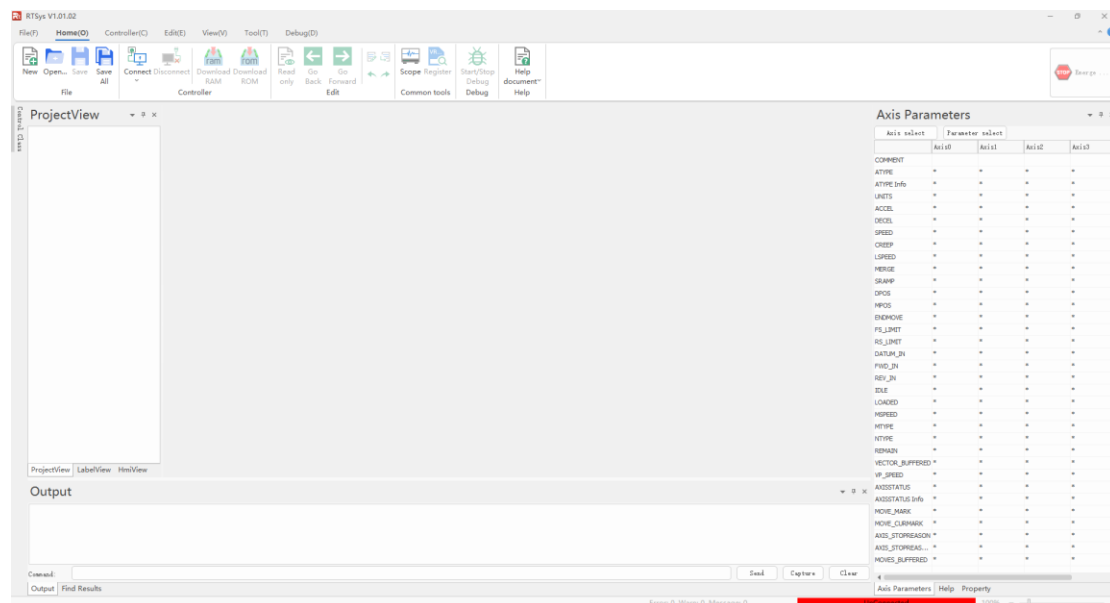 RTSys V1.01.02
File(F) Home(O) Controller(C) Edit(E) View(V) Tool(T) Debug(D)
New Open... Save Save All Connect Disconnect Download RAM Download ROM Read only Go Back Go Forward Scope Register Start/Stop Debug Help document
File Controller Edit Common tools Debug Help
STOP
Control Class
ProjectView
ProjectView LabelView HmiView
Output
Command: Send Capture Clear
Output Find Results
Axis Parameters
Axis select Parameter select
Axis0 Axis1 Axis2 Axis3
COMMENT
ATYPE * * * *
ATYPE Info * * * *
UNITS * * * *
ACCEL * * * *
DECEL * * * *
SPEED * * * *
CREEP * * * *
LSPEED * * * *
MERGE * * * *
SRAMP * * * *
DPOS * * * *
MPOS * * * *
ENDMOVE * * * *
FS_LIMIT * * * *
RS_LIMIT * * * *
DATUM_IN * * * *
FWD_IN * * * *
REV_IN * * * *
IDLE * * * *
LOADED * * * *
MSPEED * * * *
MTYPE * * * *
NTYPE * * * *
REMAIN * * * *
VECTOR_BUFFERED * * * *
VP_SPEED * * * *
AXISSTATUS * * * *
AXISSTATUS Info * * * *
MOVE_MARK * * * *
MOVE_CURMARK * * * *
AXIS_STOPREASON * * * *
AXIS_STOPREAS... * * * *
MOVES_BUFFERED * * * *
Axis Parameters Help Property